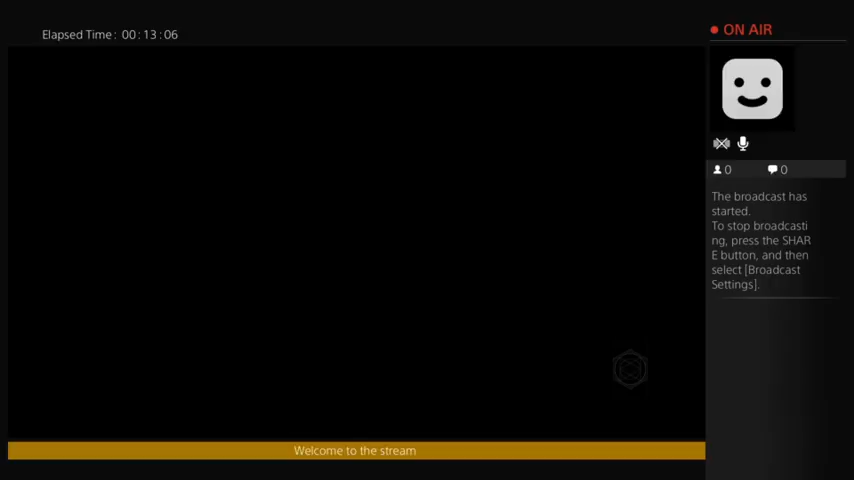 Elapsed Time: 00:13:06
ON AIR
0 0
The broadcast has
started.
To stop broadcasti
ng, press the SHAR
E button, and then
select [Broadcast
Settings].
Welcome to the stream